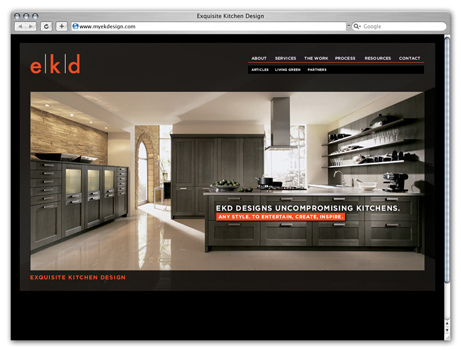 Exquisite Kitchen Design
www.myekdesign.com
Google
e|k|d
ABOUT SERVICES THE WORK PROCESS RESOURCES CONTACT
ARTICLES LIVING GREEN PARTNERS
EKD DESIGNS UNCOMPROMISING KITCHENS.
ANY STYLE. TO ENTERTAIN, CREATE, INSPIRE.
EXQUISITE KITCHEN DESIGN